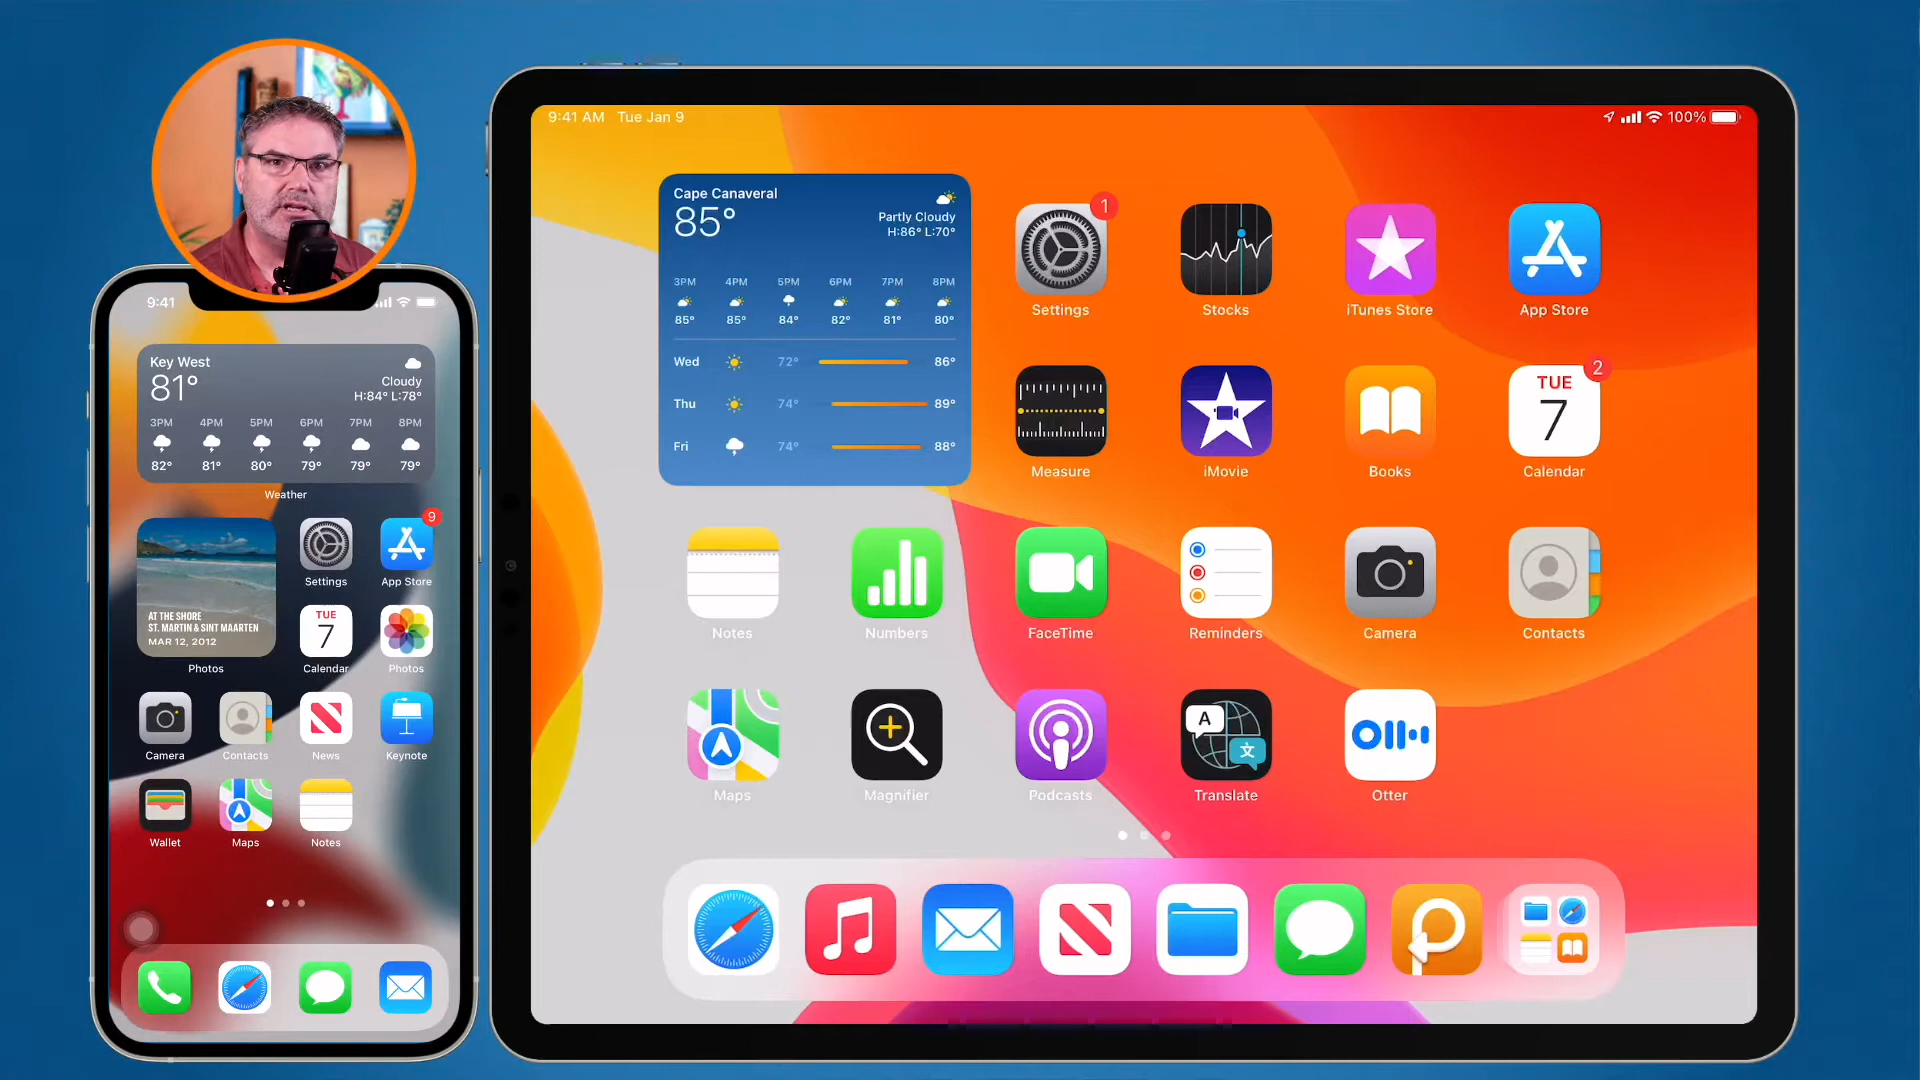 9:41
Key West
81°
Cloudy
H:84° L:78°
3PM 4PM 5PM 6PM 7PM 8PM
82° 81° 80° 79° 79° 79°
Weather
AT THE SHORE
ST. MARTIN & SINT MAARTEN
MAR 12, 2012
Photos
9
Settings App Store
TUE
7
Calendar Photos
Camera Contacts News Keynote
Wallet Maps Notes
9:41 AM Tue Jan 9
100%
Cape Canaveral
85°
Partly Cloudy
H:86° L:70°
3PM 4PM 5PM 6PM 7PM 8PM
85° 85° 84° 82° 81° 80°
Wed 72° 86°
Thu 74° 89°
Fri 74° 88°
1
Settings Stocks iTunes Store App Store
2
TUE
7
Measure iMovie Books Calendar
Notes Numbers FaceTime Reminders Camera Contacts
A
文
Maps Magnifier Podcasts Translate Otter